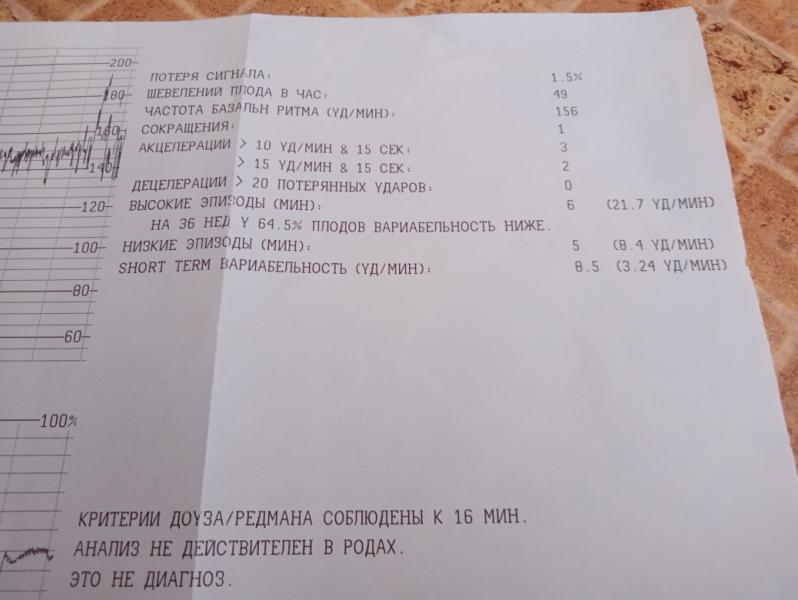 200
180
160
140
120
100
80
60
100%
ПОТЕРЯ СИГНАЛА: 1.5%
ШЕВЕЛЕНИЙ ПЛОДА В ЧАС: 49
ЧАСТОТА БАЗАЛЬН РИТМА (УД/МИН): 156
СОКРАЩЕНИЯ: 1
АКЦЕЛЕРАЦИИ > 10 УД/МИН & 15 СЕК: 3
> 15 УД/МИН & 15 СЕК: 2
ДЕЦЕЛЕРАЦИИ > 20 ПОТЕРЯННЫХ УДАРОВ: 0
ВЫСОКИЕ ЭПИЗОДЫ (МИН): 6 (21.7 УД/МИН)
НА 36 НЕД У 64.5% ПЛОДОВ ВАРИАБЕЛЬНОСТЬ НИЖЕ.
НИЗКИЕ ЭПИЗОДЫ (МИН): 5 (8.4 УД/МИН)
SHORT TERM ВАРИАБЕЛЬНОСТЬ (УД/МИН): 8.5 (3.24 УД/МИН)
КРИТЕРИИ ДОУЗА/РЕДМАНА СОБЛЮДЕНЫ К 16 МИН.
АНАЛИЗ НЕ ДЕЙСТВИТЕЛЕН В РОДАХ.
ЭТО НЕ ДИАГНОЗ.